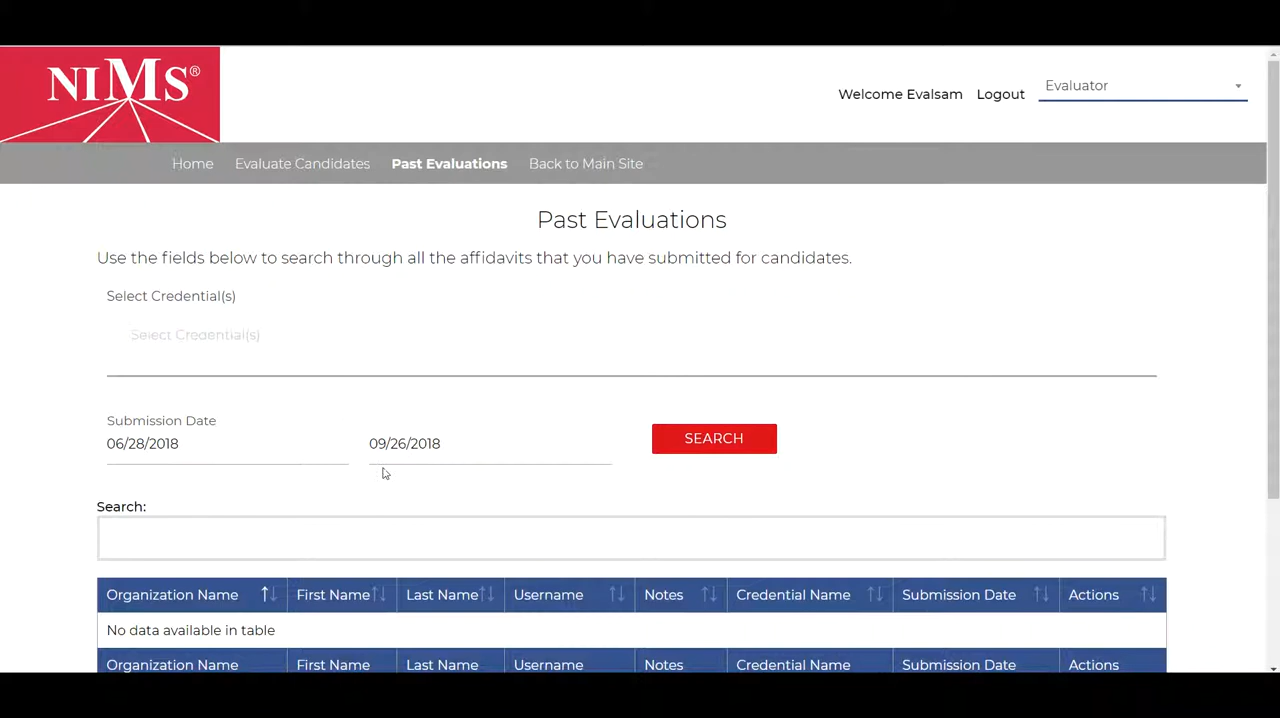 NIMS®
Welcome Evalsam Logout Evaluator
Home Evaluate Candidates Past Evaluations Back to Main Site
Past Evaluations
Use the fields below to search through all the affidavits that you have submitted for candidates.
Select Credential(s)
Select Credential(s)
Submission Date
06/28/2018 09/26/2018 SEARCH
Search:
Organization Name First Name Last Name Username Notes Credential Name Submission Date Actions
No data available in table
Organization Name First Name Last Name Username Notes Credential Name Submission Date Actions